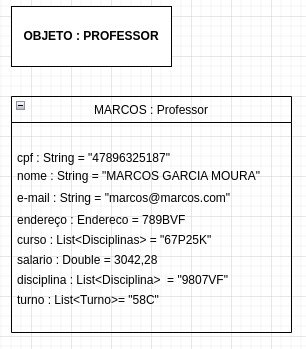 OBJETO : PROFESSOR
MARCOS : Professor
cpf : String = "47896325187"
nome : String = "MARCOS GARCIA MOURA"
e-mail : String = "marcos@marcos.com"
endereço : Endereco = 789BVF
curso : List<Disciplinas> = "67P25K"
salario : Double = 3042,28
disciplina : List<Disciplina>  = "9807VF"
turno : List<Turno>= "58C"